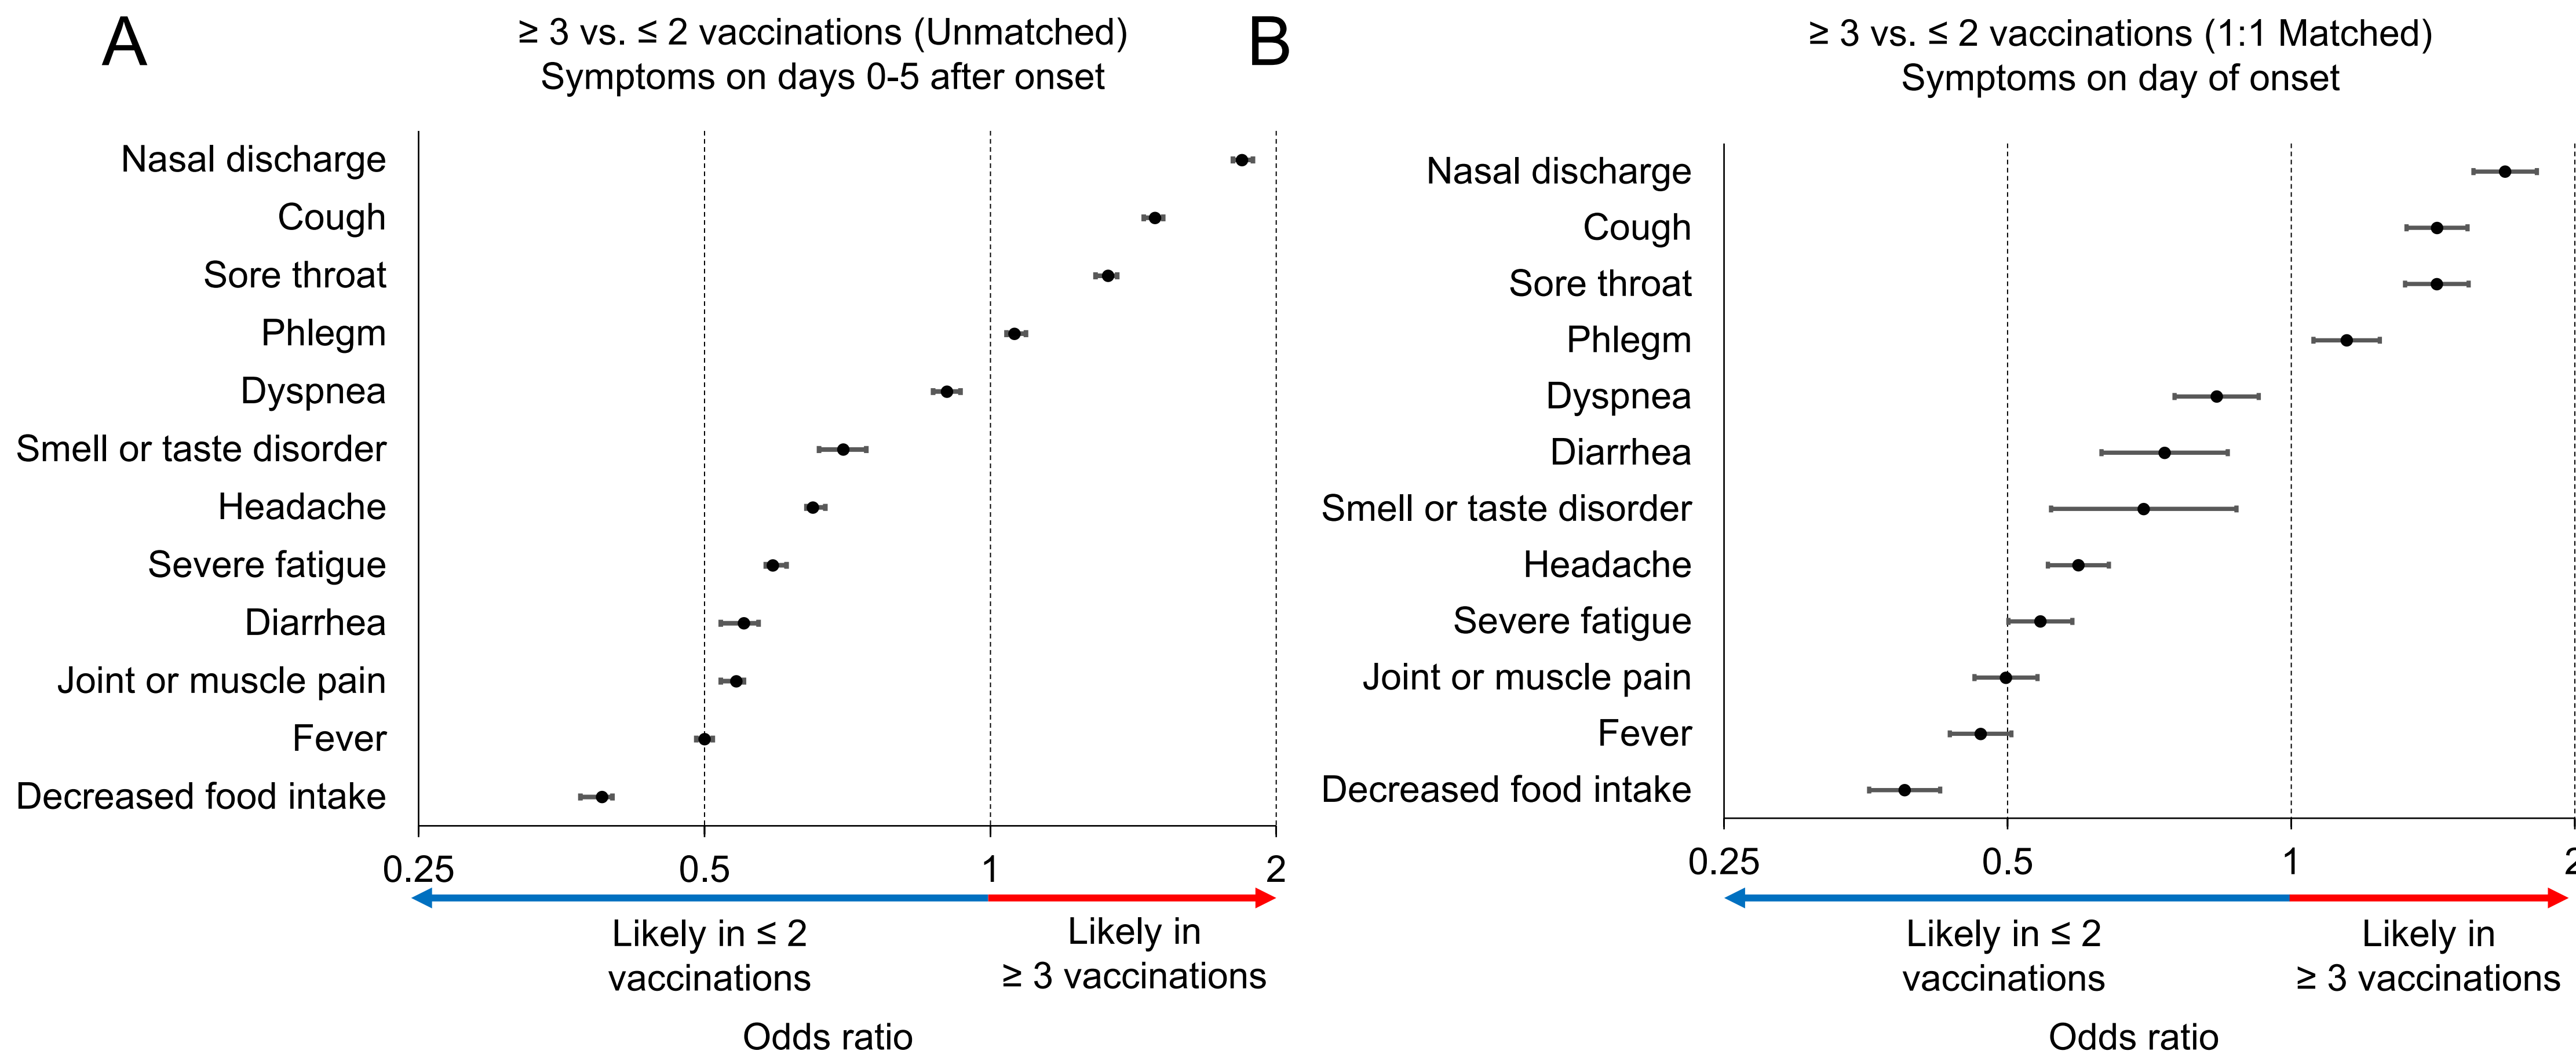 A
≥ 3 vs. ≤ 2 vaccinations (Unmatched)
Symptoms on days 0-5 after onset
Nasal discharge
Cough
Sore throat
Phlegm
Dyspnea
Smell or taste disorder
Headache
Severe fatigue
Diarrhea
Joint or muscle pain
Fever
Decreased food intake
0.25 0.5 1 2
Likely in ≤ 2
vaccinations
Likely in
≥ 3 vaccinations
Odds ratio
B
≥ 3 vs. ≤ 2 vaccinations (1:1 Matched)
Symptoms on day of onset
Nasal discharge
Cough
Sore throat
Phlegm
Dyspnea
Diarrhea
Smell or taste disorder
Headache
Severe fatigue
Joint or muscle pain
Fever
Decreased food intake
0.25 0.5 1 2
Likely in ≤ 2
vaccinations
Likely in
≥ 3 vaccinations
Odds ratio